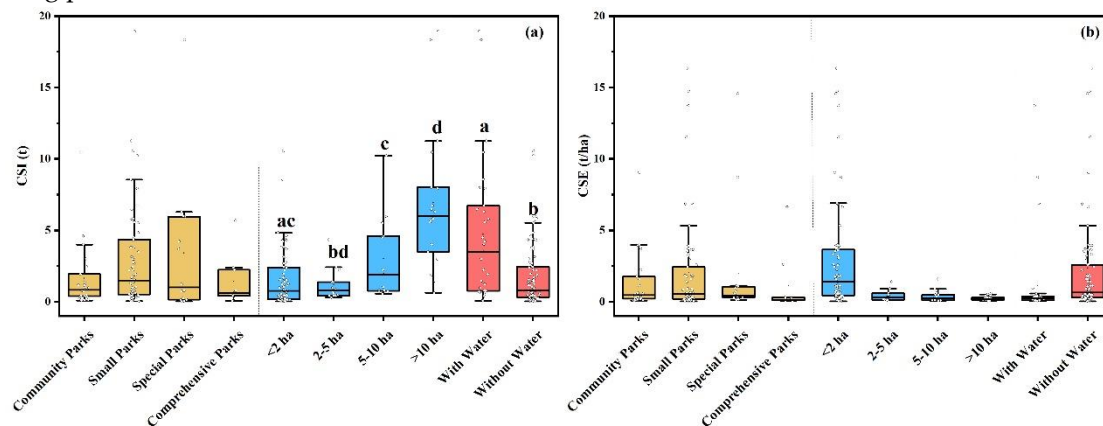 20
15
10
5
0
CSI (t)
(a)
ac
bd
c
d
a
b
Community Parks
Small Parks
Special Parks
Comprehensive Parks
<2 ha
2-5 ha
5-10 ha
>10 ha
With Water
Without Water
20
15
10
5
0
CSE (t/ha)
(b)
Community Parks
Small Parks
Special Parks
Comprehensive Parks
<2 ha
2-5 ha
5-10 ha
>10 ha
With Water
Without Water